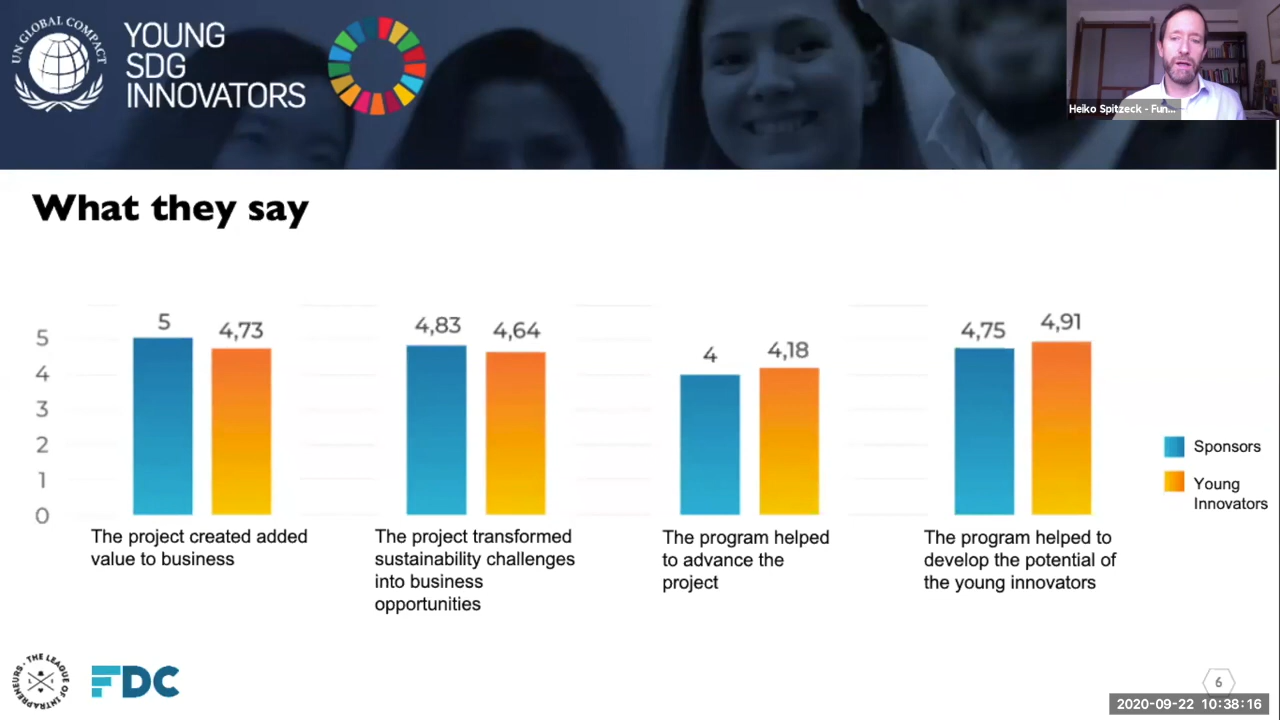 UN GLOBAL COMPACT
YOUNG
SDG
INNOVATORS
Heiko Spitzeck - Fun...
What they say
5
4
3
2
1
0
5
4,73
4,83
4,64
4
4,18
4,75
4,91
Sponsors
Young
Innovators
The project created added
value to business
The project transformed
sustainability challenges
into business
opportunities
The program helped
to advance the
project
The program helped to
develop the potential of
the young innovators
THE LEAGUE OF INTRAPRENEURS
FDC
6
2020-09-22 10:38:16